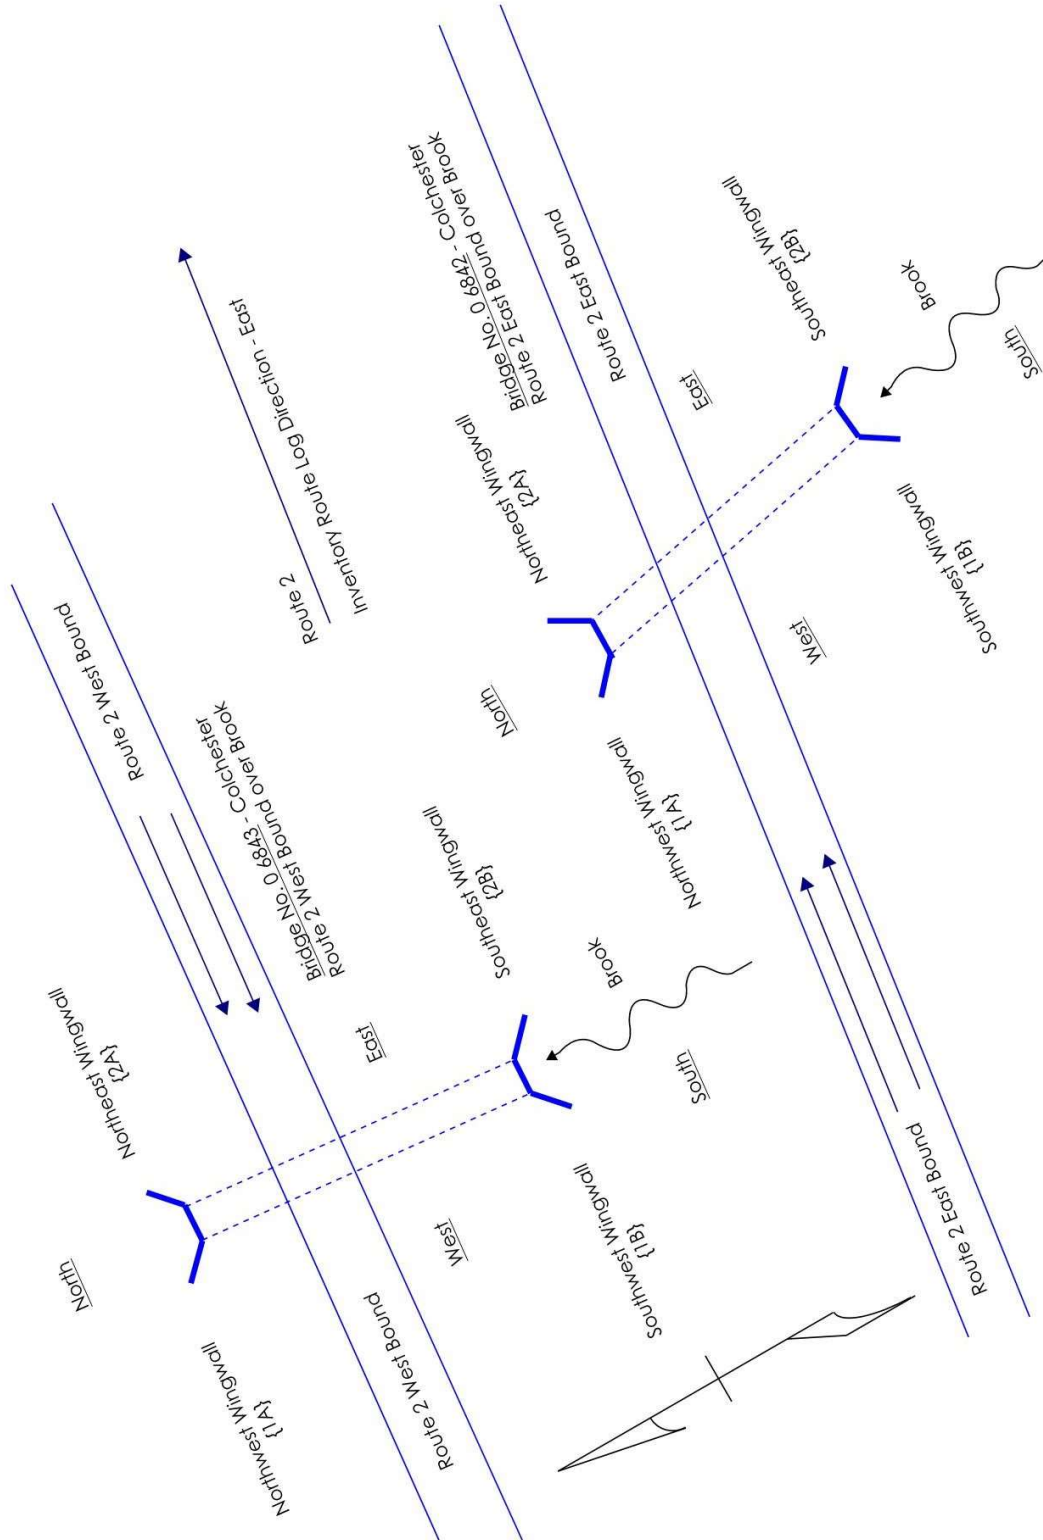 Route 2
Inventory Route Log Direction - East
Route 2 West Bound
Bridge No. 0 6843 - Colchester
Route 2 West Bound over Brook
Northeast Wingwall
{2A}
North
Northwest Wingwall
{1A}
East
West
Route 2 West Bound
Southeast Wingwall
{2B}
Brook
South
Southwest Wingwall
{1B}
Bridge No. 0 6842 - Colchester
Route 2 East Bound over Brook
Route 2 East Bound
Northeast Wingwall
{2A}
North
Northwest Wingwall
{1A}
East
West
Southeast Wingwall
{2B}
Brook
South
Southwest Wingwall
{1B}
Route 2 East Bound